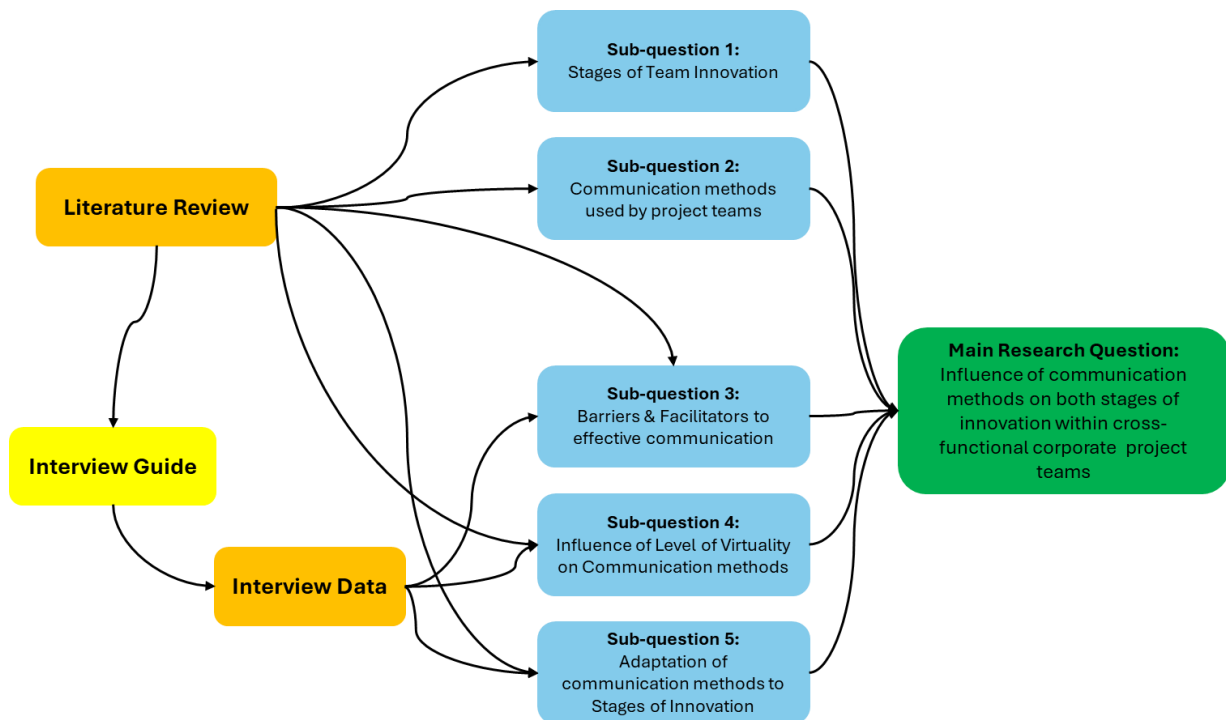 Sub-question 1:
Stages of Team Innovation
Sub-question 2:
Communication methods
used by project teams
Literature Review
Main Research Question:
Influence of communication
methods on both stages of
innovation within cross-
functional corporate project
teams
Sub-question 3:
Barriers & Facilitators to
effective communication
Interview Guide
Sub-question 4:
Influence of Level of Virtuality
on Communication methods
Interview Data
Sub-question 5:
Adaptation of
communication methods to
Stages of Innovation